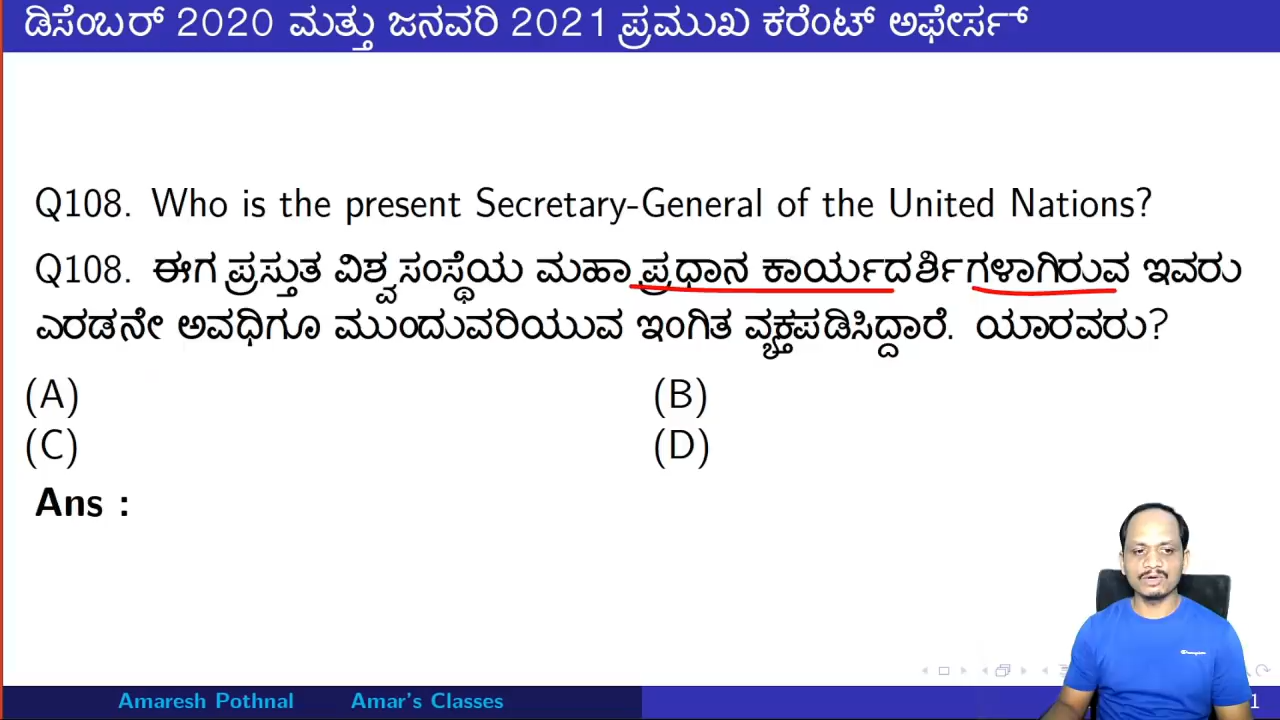 ಡಿಸೆಂಬರ್ 2020 ಮತ್ತು ಜನವರಿ 2021 ಪ್ರಮುಖ ಕರೆಂಟ್ ಅಫೇರ್ಸ್
Q108. Who is the present Secretary-General of the United Nations?
Q108. ಈಗ ಪ್ರಸ್ತುತ ವಿಶ್ವಸಂಸ್ಥೆಯ ಮಹಾ ಪ್ರಧಾನ ಕಾರ್ಯದರ್ಶಿಗಳಾಗಿರುವ ಇವರು
ಎರಡನೇ ಅವಧಿಗೂ ಮುಂದುವರಿಯುವ ಇಂಗಿತ ವ್ಯಕ್ತಪಡಿಸಿದ್ದಾರೆ. ಯಾರವರು?
(A) (B)
(C) (D)
Ans :
Amaresh Pothnal Amar's Classes 1